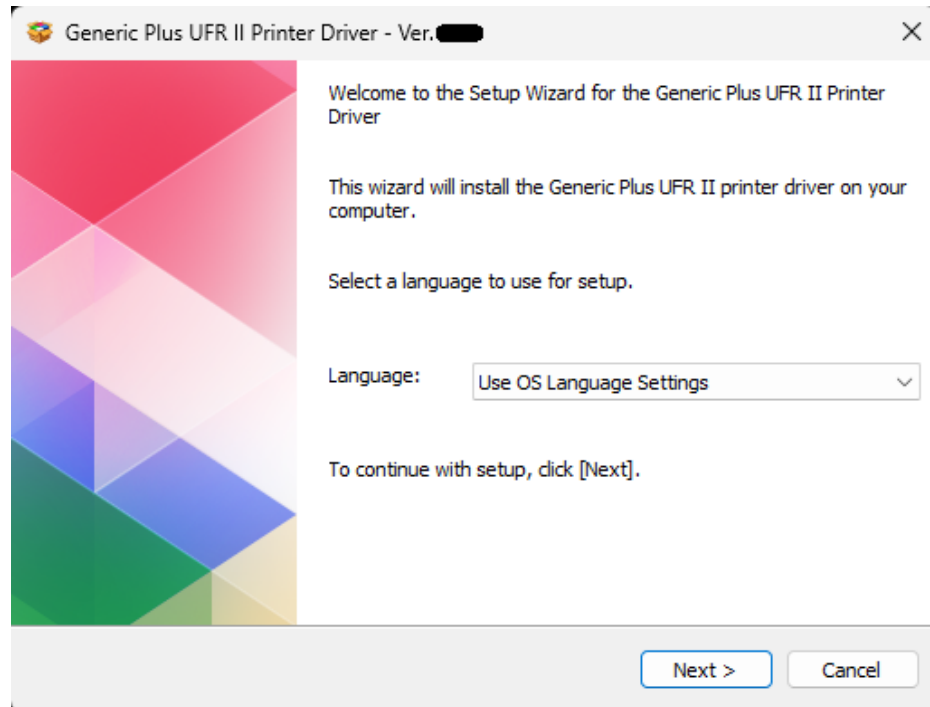 Generic Plus UFR II Printer Driver - Ver.
Welcome to the Setup Wizard for the Generic Plus UFR II Printer
Driver
This wizard will install the Generic Plus UFR II printer driver on your
computer.
Select a language to use for setup.
Language: Use OS Language Settings
To continue with setup, click [Next].
Next > Cancel